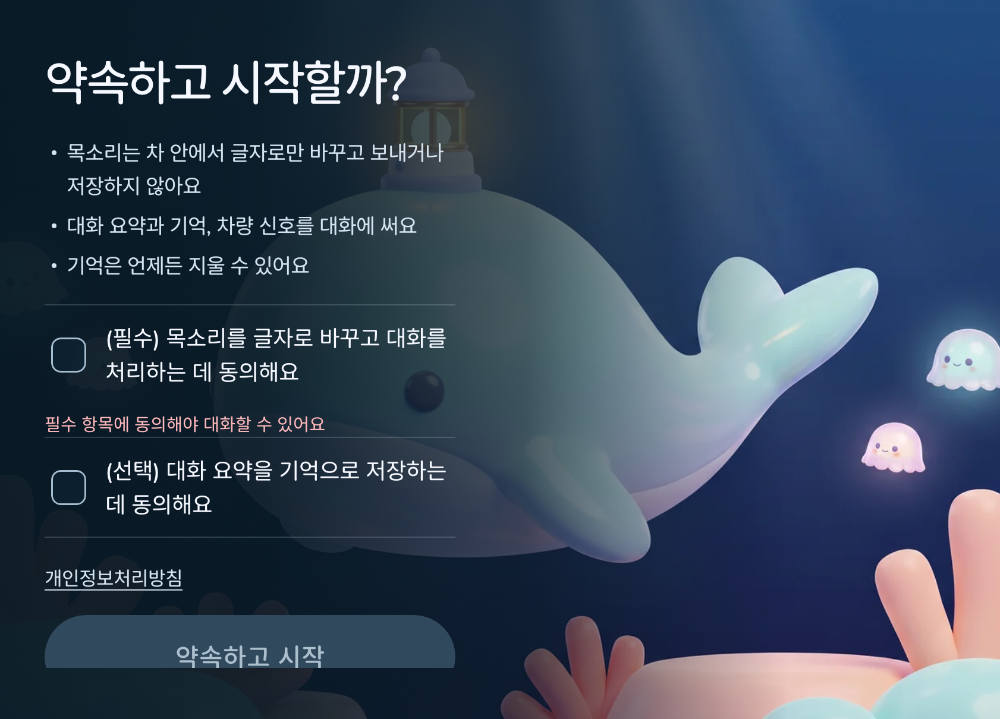 약속하고 시작할까?
• 목소리는 차 안에서 글자로만 바꾸고 보내거나
저장하지 않아요
• 대화 요약과 기억, 차량 신호를 대화에 써요
• 기억은 언제든 지울 수 있어요
(필수) 목소리를 글자로 바꾸고 대화를
처리하는 데 동의해요
필수 항목에 동의해야 대화할 수 있어요
(선택) 대화 요약을 기억으로 저장하는
데 동의해요
개인정보처리방침
약속하고 시작